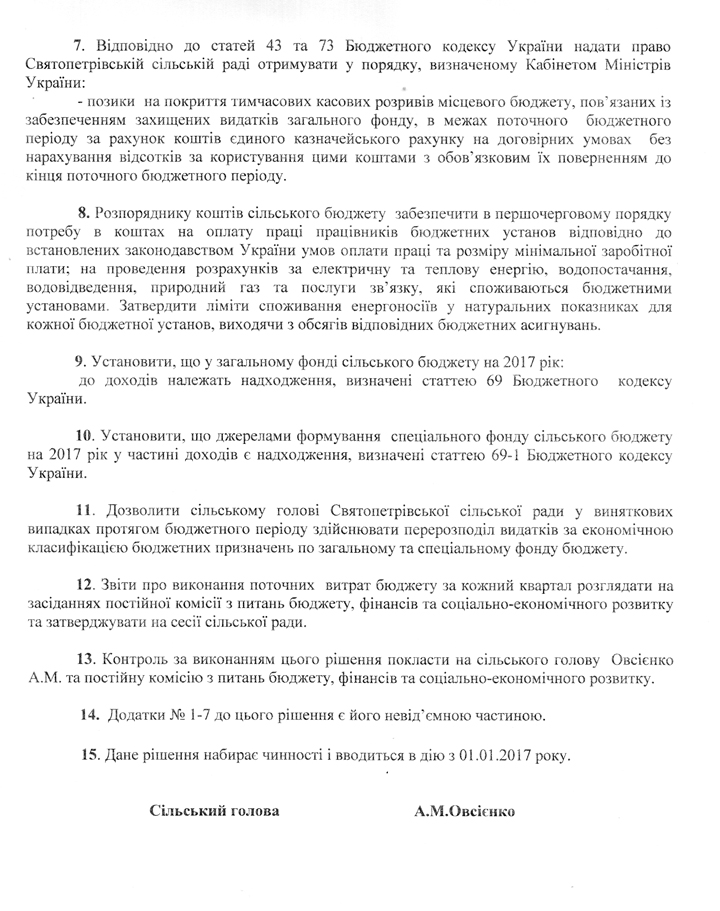 7. Відповідно до статей 43 та 73 Бюджетного кодексу України надати право
Святопетрівській сільській раді отримувати у порядку, визначеному Кабінетом Міністрів
України:
- позики на покриття тимчасових касових розривів місцевого бюджету, пов’язаних із
забезпеченням захищених видатків загального фонду, в межах поточного бюджетного
періоду за рахунок коштів єдиного казначейського рахунку на договірних умовах без
нарахування відсотків за користування цими коштами з обов’язковим їх поверненням до
кінця поточного бюджетного періоду.
8. Розпоряднику коштів сільського бюджету забезпечити в першочерговому порядку
потребу в коштах на оплату праці працівників бюджетних установ відповідно до
встановлених законодавством України умов оплати праці та розміру мінімальної заробітної
плати; на проведення розрахунків за електричну та теплову енергію, водопостачання,
водовідведення, природний газ та послуги зв’язку, які споживаються бюджетними
установами. Затвердити ліміти споживання енергоносіїв у натуральних показниках для
кожної бюджетної установ, виходячи з обсягів відповідних бюджетних асигнувань.
9. Установити, що у загальному фонді сільського бюджету на 2017 рік:
до доходів належать надходження, визначені статтею 69 Бюджетного кодексу
України.
10. Установити, що джерелами формування спеціального фонду сільського бюджету
на 2017 рік у частині доходів є надходження, визначені статтею 69-1 Бюджетного кодексу
України.
11. Дозволити сільському голові Святопетрівської сільської ради у виняткових
випадках протягом бюджетного періоду здійснювати перерозподіл видатків за економічною
класифікацією бюджетних призначень по загальному та спеціальному фонду бюджету.
12. Звіти про виконання поточних витрат бюджету за кожний квартал розглядати на
засіданнях постійної комісії з питань бюджету, фінансів та соціально-економічного розвитку
та затверджувати на сесії сільської ради.
13. Контроль за виконанням цього рішення покласти на сільського голову Овсієнко
А.М. та постійну комісію з питань бюджету, фінансів та соціально-економічного розвитку.
14. Додатки № 1-7 до цього рішення є його невід’ємною частиною.
15. Дане рішення набирає чинності і вводиться в дію з 01.01.2017 року.
Сільський голова А.М.Овсієнко